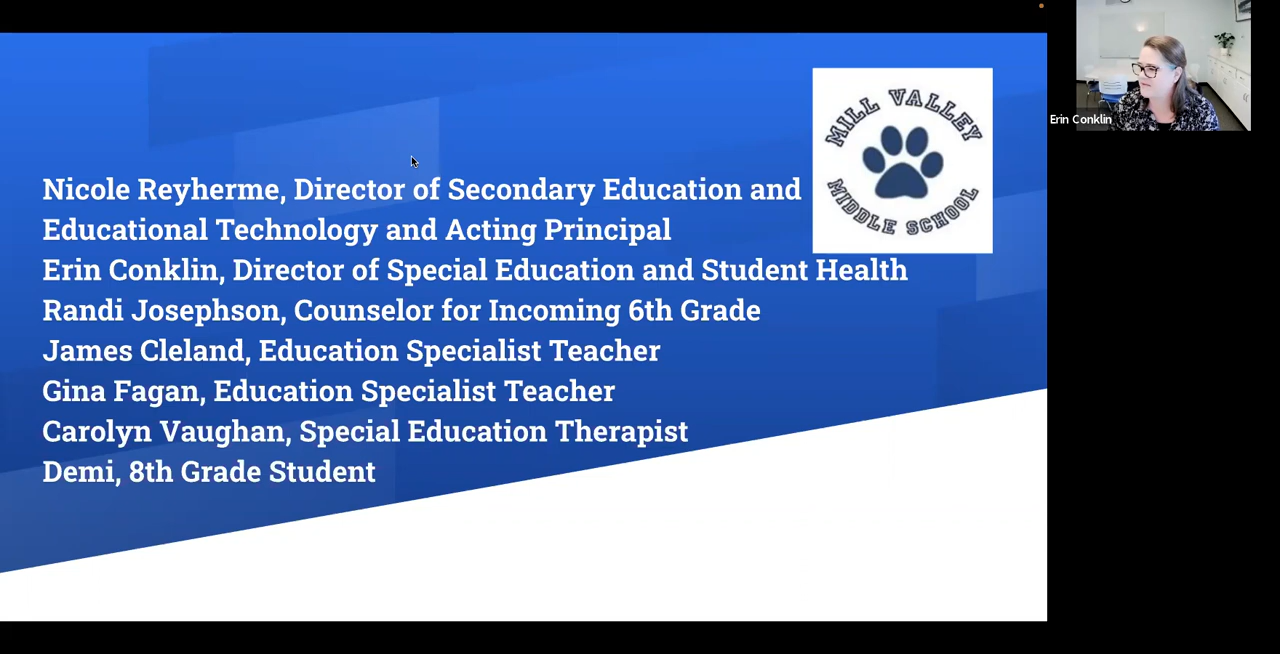 MILL VALLEY
MIDDLE SCHOOL
Nicole Reyherme, Director of Secondary Education and
Educational Technology and Acting Principal
Erin Conklin, Director of Special Education and Student Health
Randi Josephson, Counselor for Incoming 6th Grade
James Cleland, Education Specialist Teacher
Gina Fagan, Education Specialist Teacher
Carolyn Vaughan, Special Education Therapist
Demi, 8th Grade Student
Erin Conklin